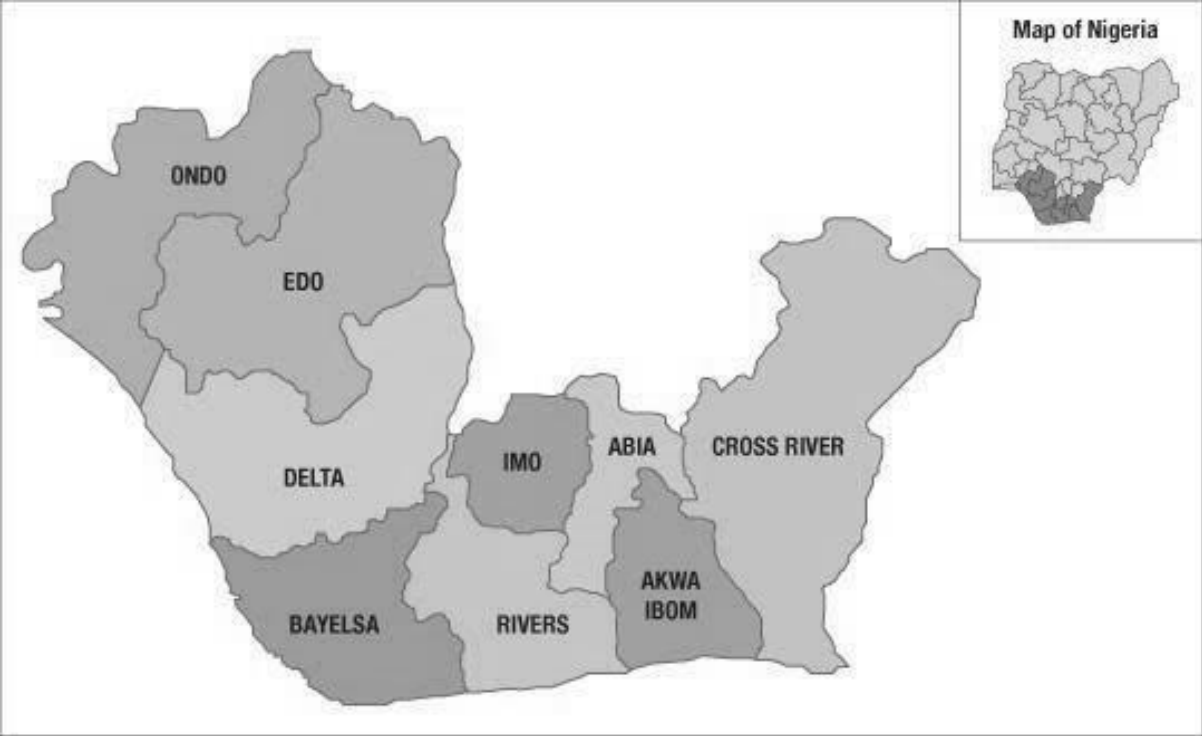 Map of Nigeria
ONDO
EDO
DELTA
IMO
ABIA
CROSS RIVER
AKWA
IBOM
BAYELSA
RIVERS